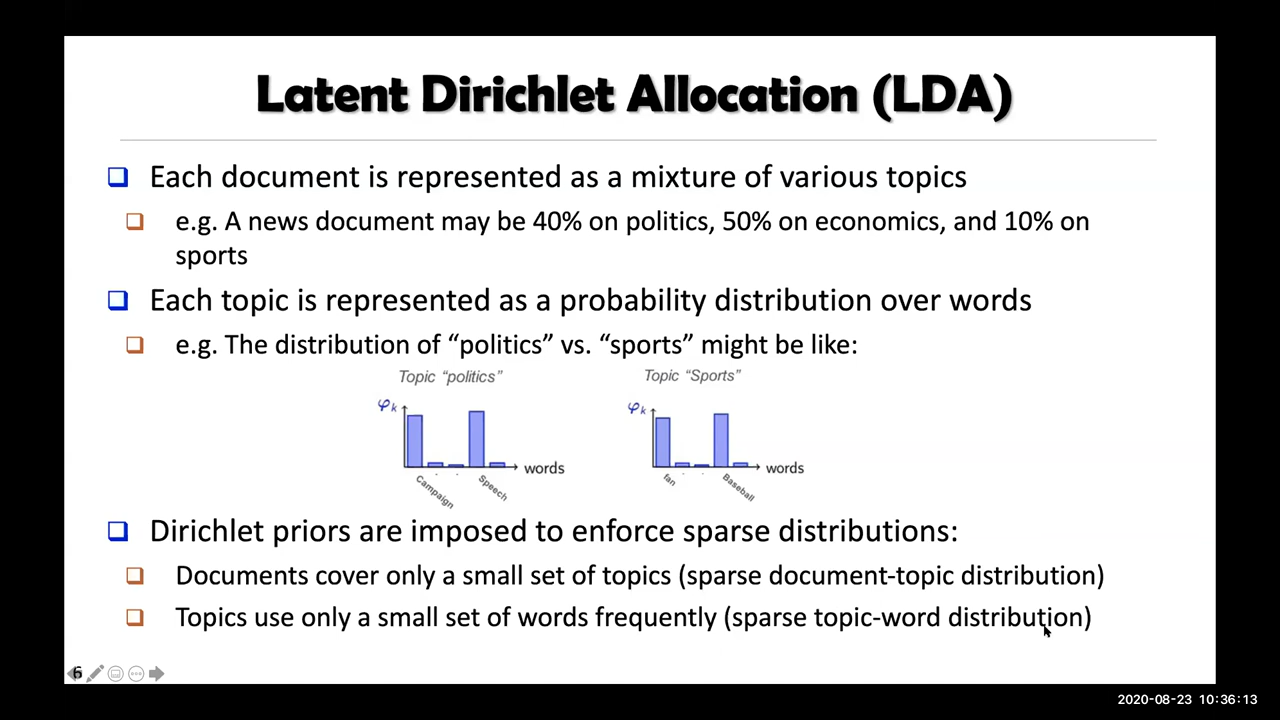 Latent Dirichlet Allocation (LDA)
Each document is represented as a mixture of various topics
e.g. A news document may be 40% on politics, 50% on economics, and 10% on
sports
Each topic is represented as a probability distribution over words
e.g. The distribution of “politics” vs. “sports” might be like:
Topic “politics”
φk
words
Campaign
Speech
Topic “Sports”
φk
words
fan
Baseball
Dirichlet priors are imposed to enforce sparse distributions:
Documents cover only a small set of topics (sparse document-topic distribution)
Topics use only a small set of words frequently (sparse topic-word distribution)
6
2020-08-23 10:36:13